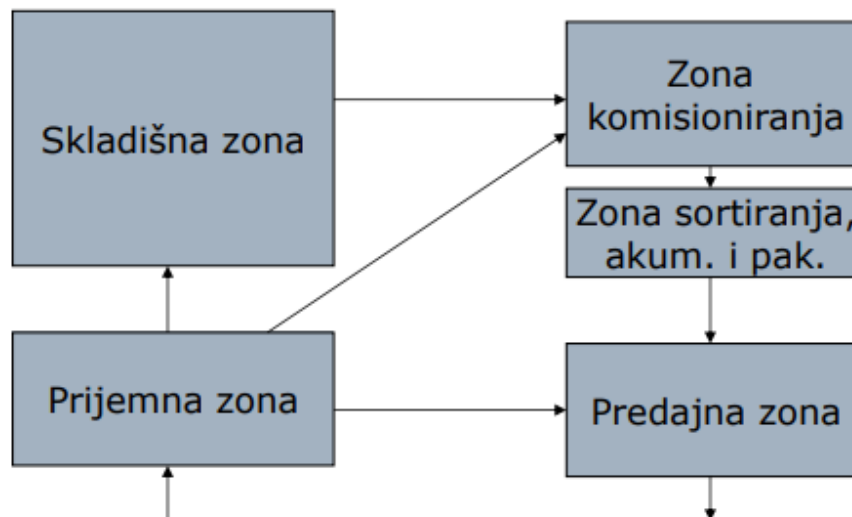 Skladišna zona
Zona
komisioniranja
Zona sortiranja,
akum. i pak.
Prijemna zona
Predajna zona